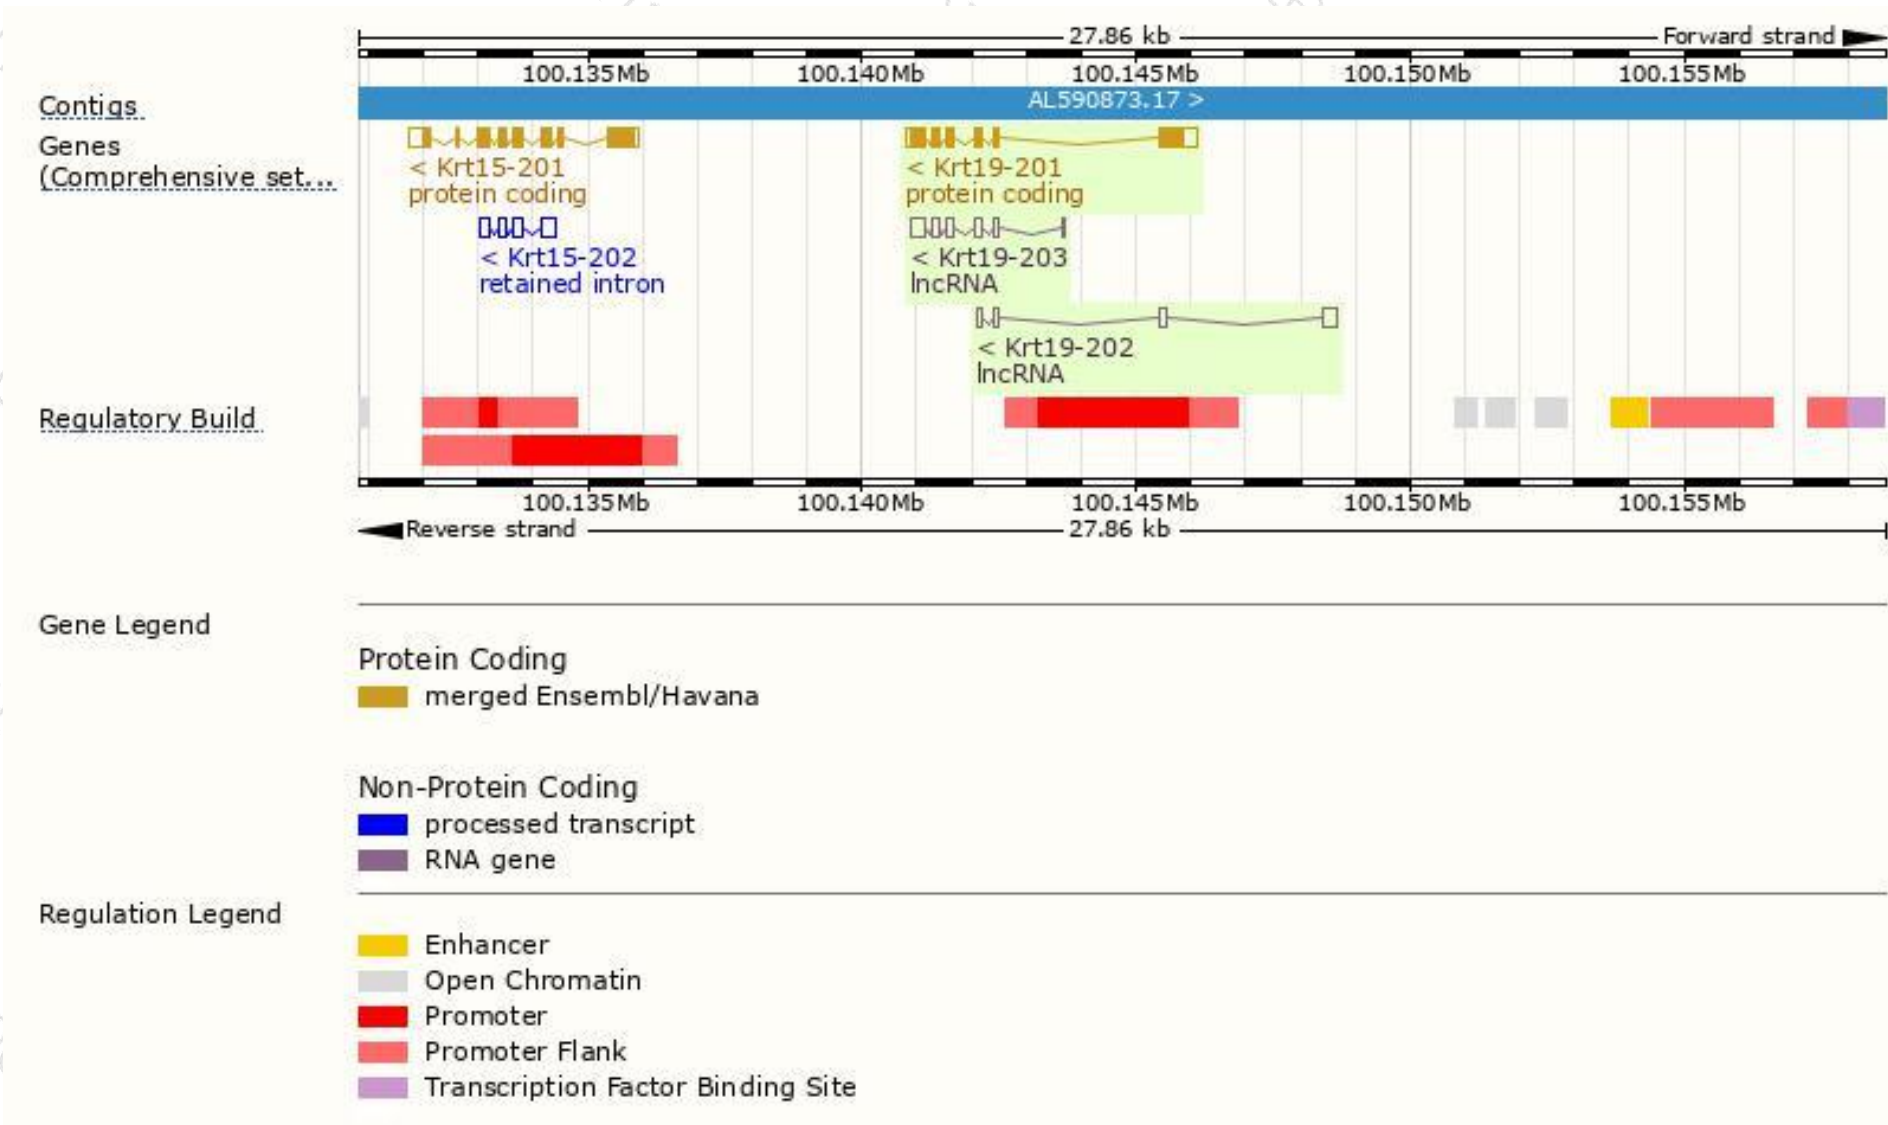 27.86 kb Forward strand
100.135Mb 100.140Mb 100.145Mb 100.150Mb 100.155Mb
Contigs AL590873.17 >
Genes
(Comprehensive set...
< Krt15-201 < Krt19-201
protein coding protein coding
< Krt15-202 < Krt19-203
retained intron lncRNA
< Krt19-202
lncRNA
Regulatory Build
100.135Mb 100.140Mb 100.145Mb 100.150Mb 100.155Mb
Reverse strand 27.86 kb
Gene Legend
Protein Coding
merged Ensembl/Havana
Non-Protein Coding
processed transcript
RNA gene
Regulation Legend
Enhancer
Open Chromatin
Promoter
Promoter Flank
Transcription Factor Binding Site